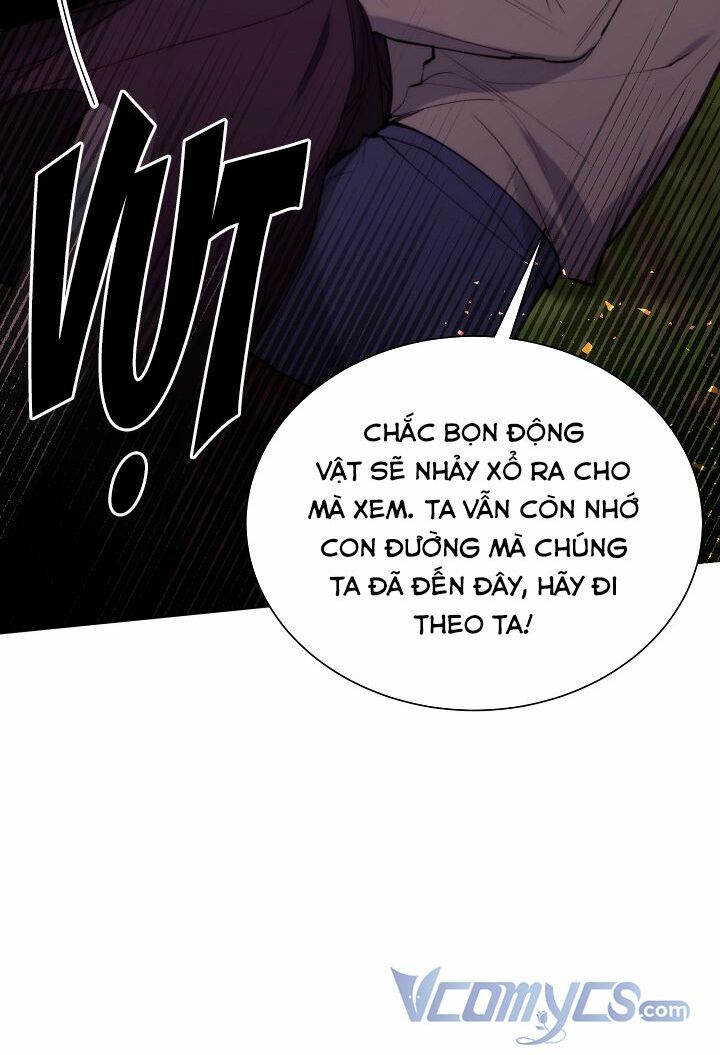 VỤT
CHẮC BỌN ĐỘNG
VẬT SẼ NHẢY XỔ RA CHO
MÀ XEM. TA VẪN CÒN NHỚ
CON ĐƯỜNG MÀ CHÚNG
TA ĐÃ ĐẾN ĐÂY, HÃY ĐI
THEO TA!
VCOMYCS.com